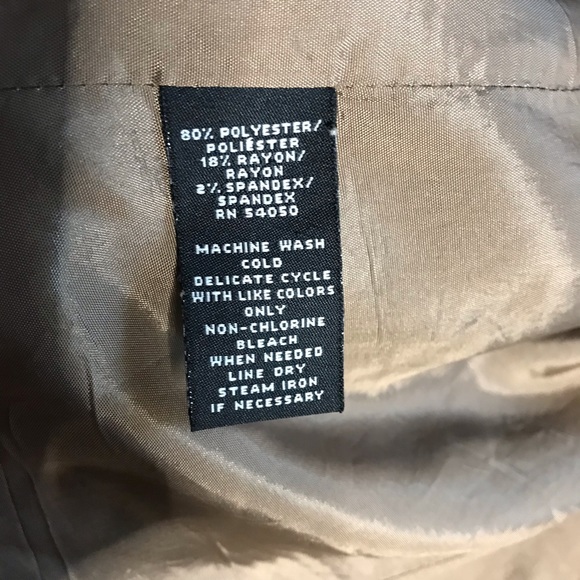 80% POLYESTER/
POLIÉSTER
18% RAYON/
RAYON
2% SPANDEX/
SPANDEX
RN 54050
MACHINE WASH
COLD
DELICATE CYCLE
WITH LIKE COLORS
ONLY
NON-CHLORINE
BLEACH
WHEN NEEDED
LINE DRY
STEAM IRON
IF NECESSARY